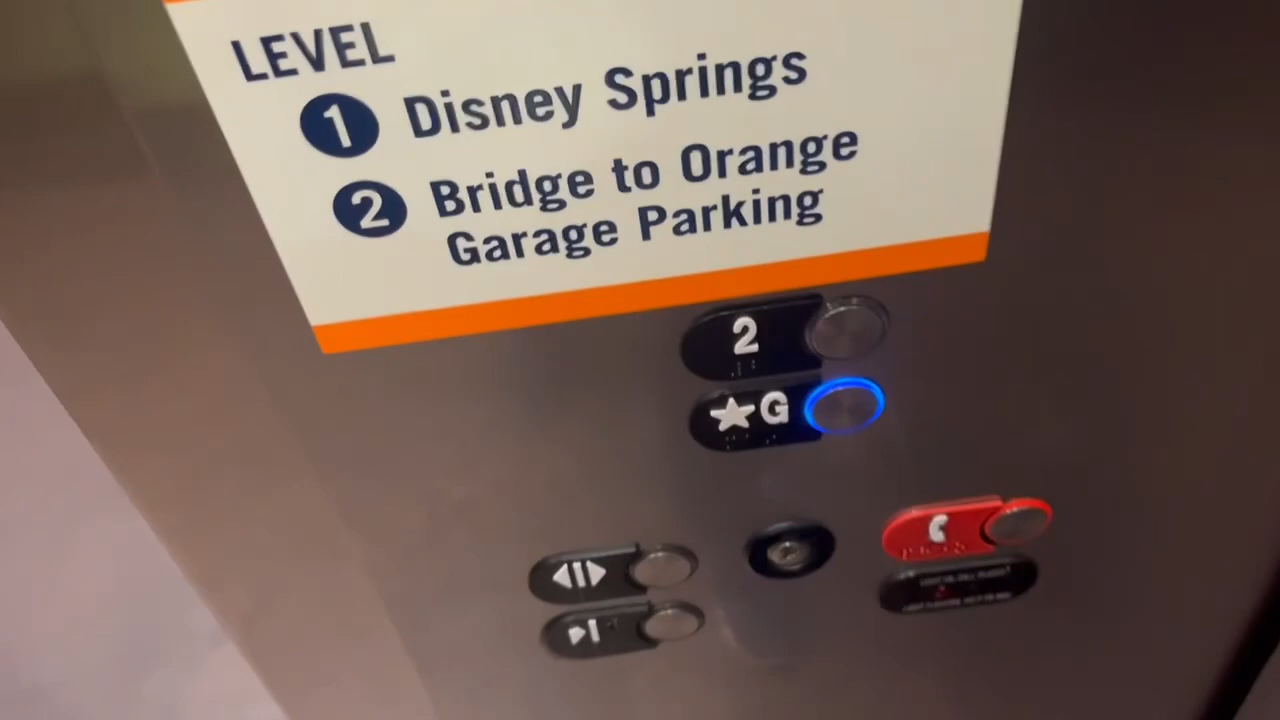 LEVEL
1 Disney Springs
2 Bridge to Orange
Garage Parking
2
★G